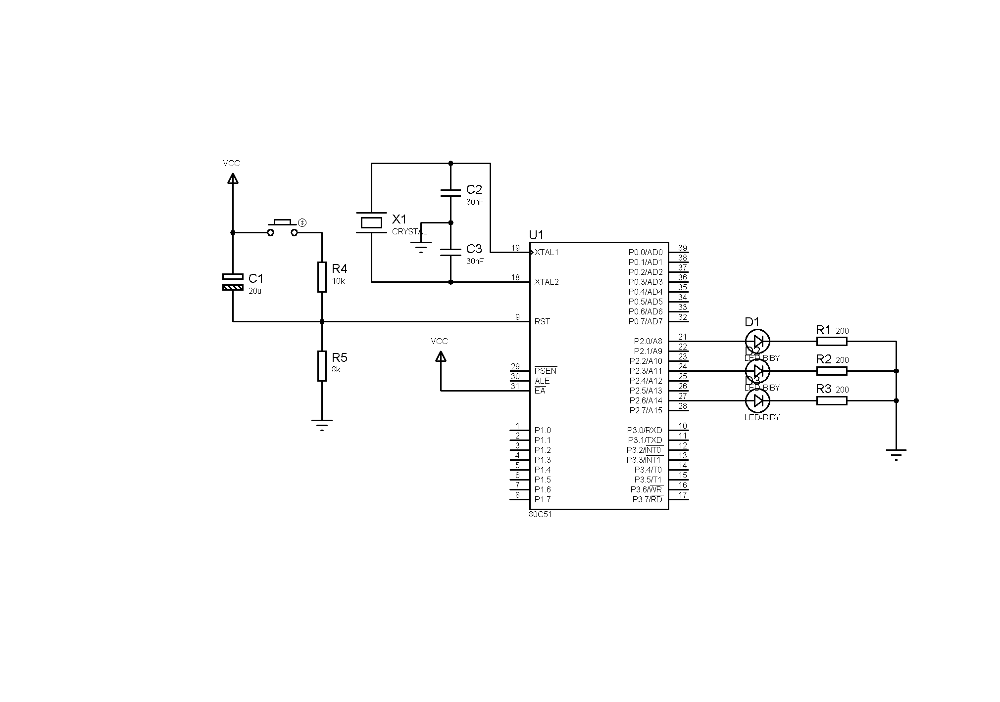 VCC
C1
20u
R4
10k
R5
8k
X1
CRYSTAL
C2
30nF
C3
30nF
VCC
U1
19 XTAL1
18 XTAL2
9 RST
29 PSEN
30 ALE
31 EA
1 P1.0
2 P1.1
3 P1.2
4 P1.3
5 P1.4
6 P1.5
7 P1.6
8 P1.7
P0.0/AD0 39
P0.1/AD1 38
P0.2/AD2 37
P0.3/AD3 36
P0.4/AD4 35
P0.5/AD5 34
P0.6/AD6 33
P0.7/AD7 32
P2.0/A8 21
P2.1/A9 22
P2.2/A10 23
P2.3/A11 24
P2.4/A12 25
P2.5/A13 26
P2.6/A14 27
P2.7/A15 28
P3.0/RXD 10
P3.1/TXD 11
P3.2/INT0 12
P3.3/INT1 13
P3.4/T0 14
P3.5/T1 15
P3.6/WR 16
P3.7/RD 17
80C51
D1
LED-BIBY
D2
LED-BIBY
D3
LED-BIBY
R1 200
R2 200
R3 200